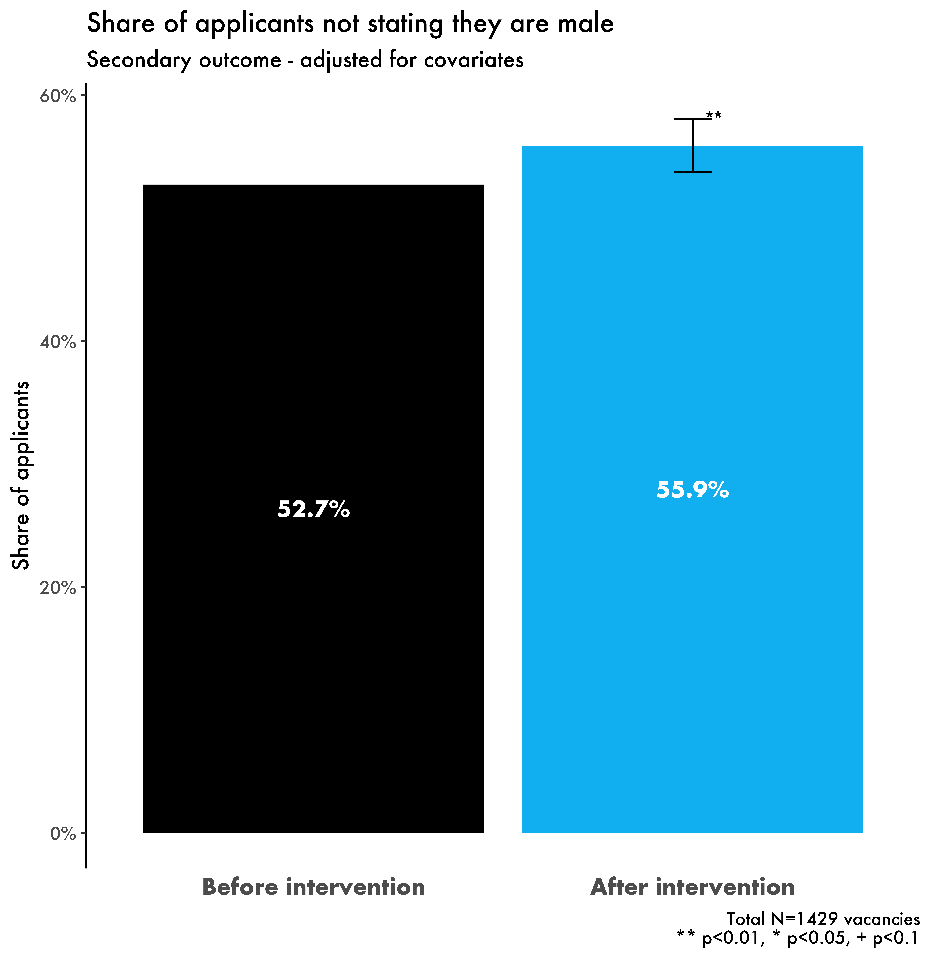 Share of applicants not stating they are male
Secondary outcome - adjusted for covariates
60%
**
40%
Share of applicants
52.7%
55.9%
20%
0%
Before intervention
After intervention
Total N=1429 vacancies
** p<0.01, * p<0.05, + p<0.1